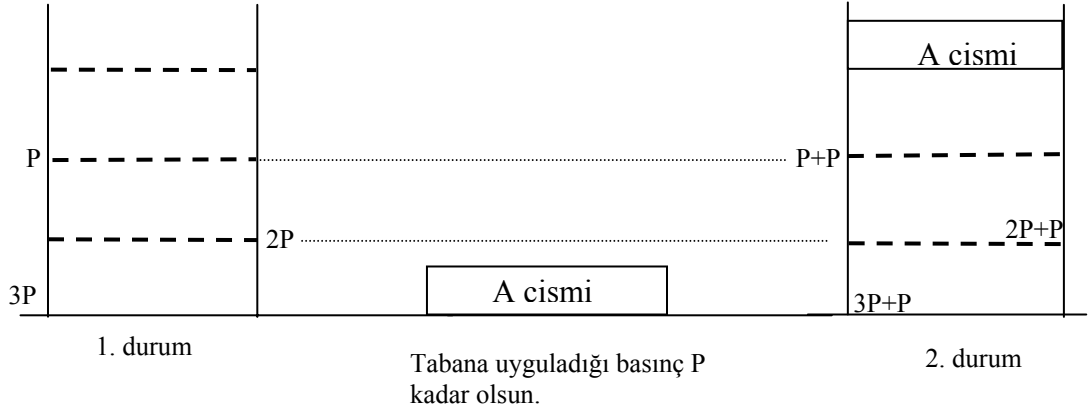 A cismi
P
P+P
2P
2P+P
3P
A cismi
3P+P
1. durum
Tabana uyguladığı basınç P
kadar olsun.
2. durum